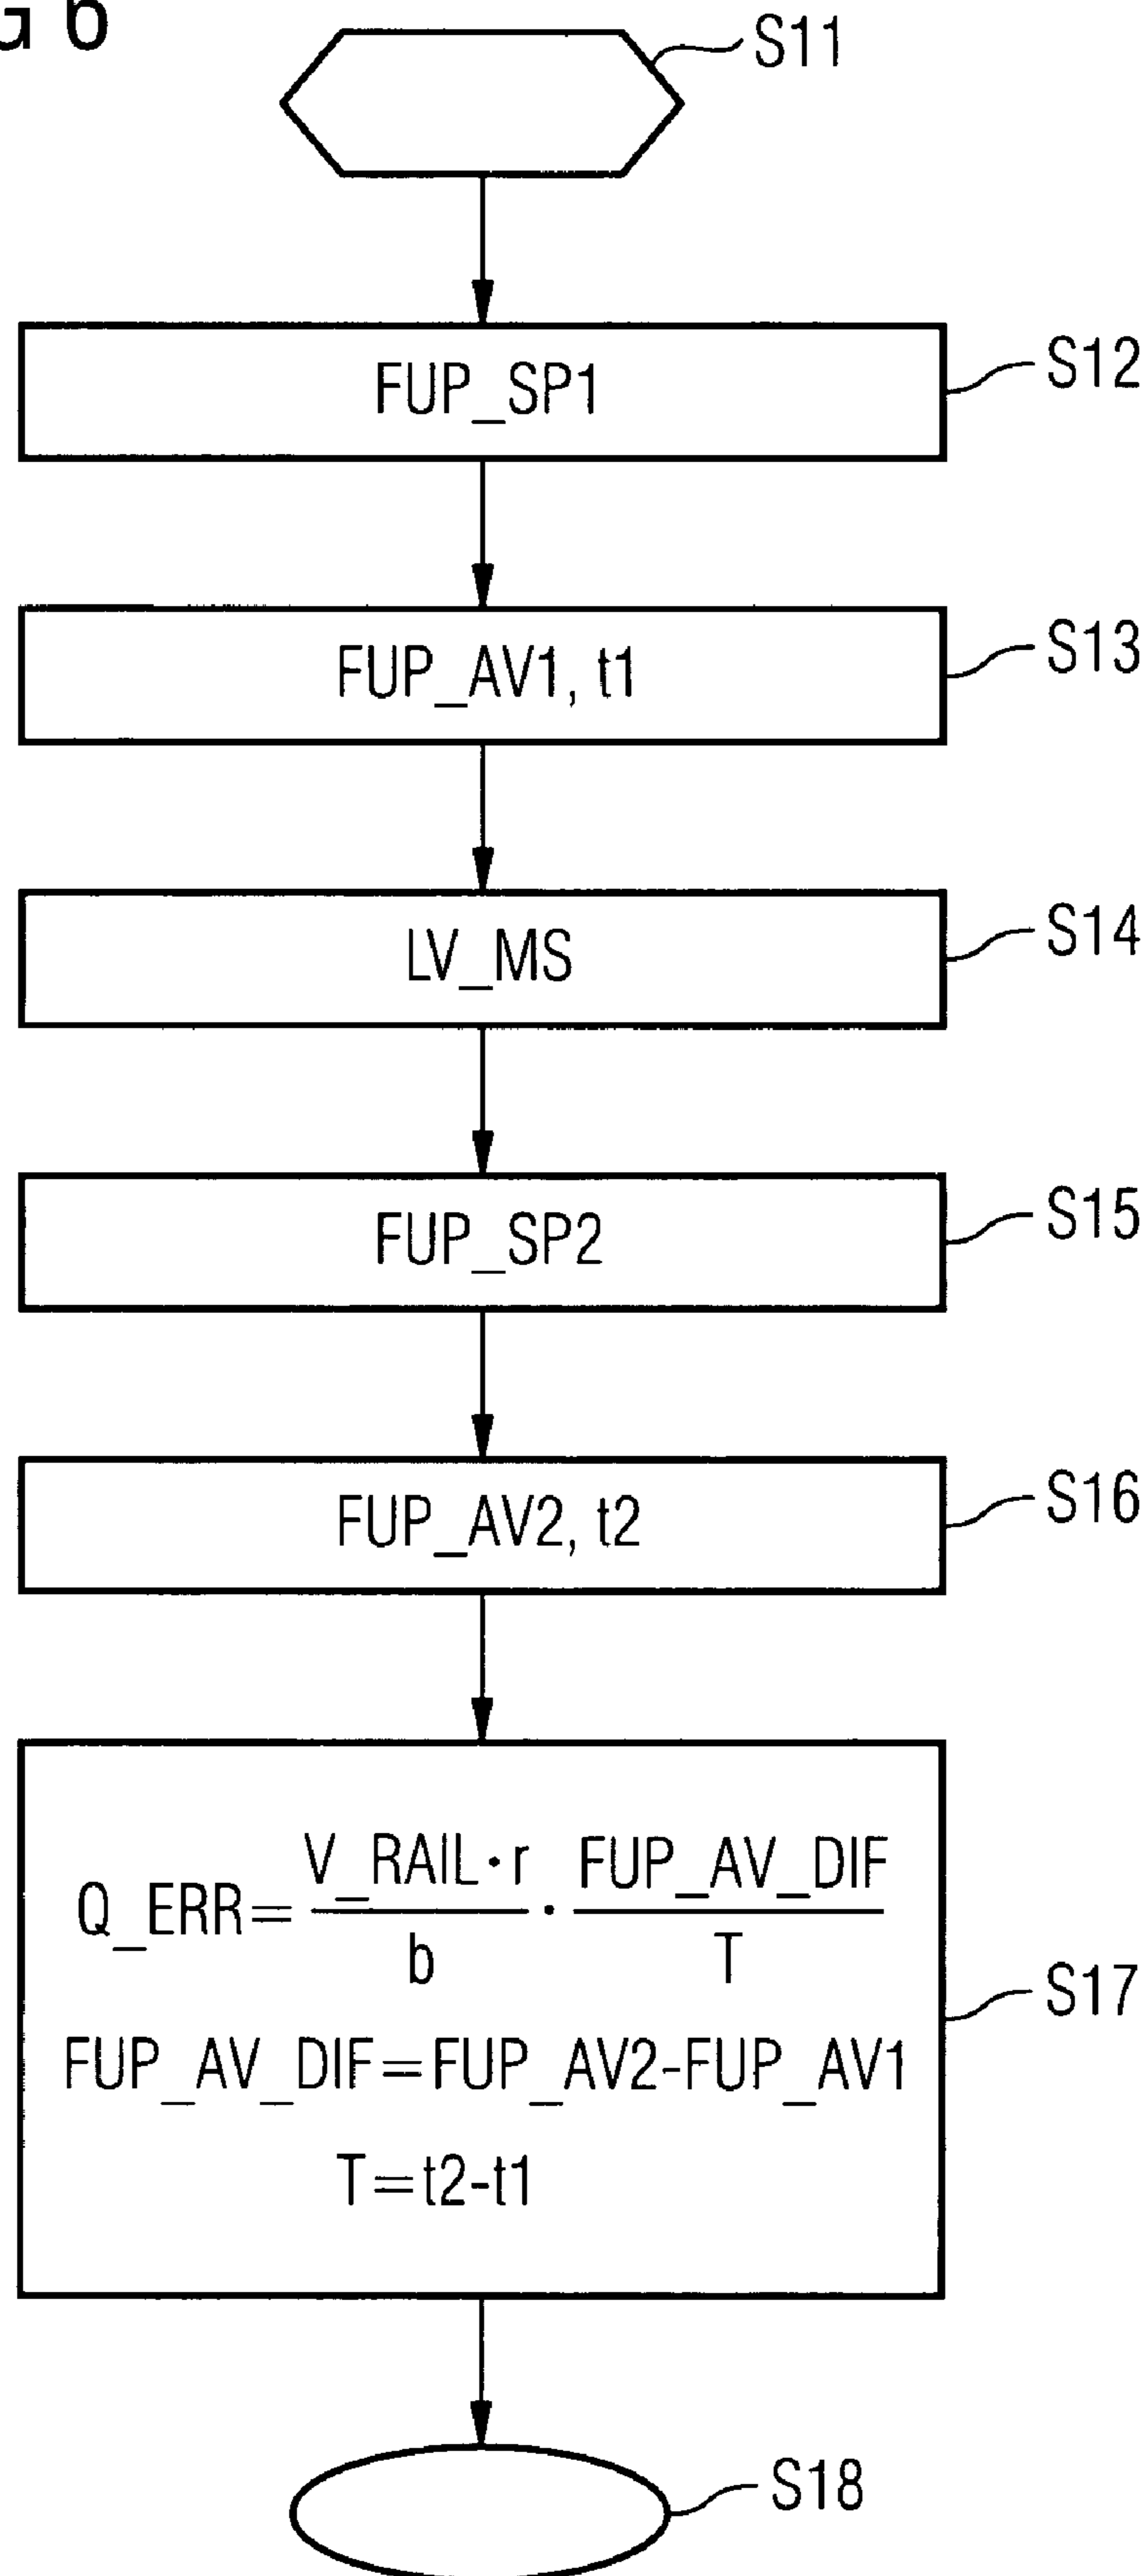 G 6
S11
FUP_SP1
S12
FUP_AV1, t1
S13
LV_MS
S14
FUP_SP2
S15
FUP_AV2, t2
S16
Q_ERR = V_RAIL·r / b · FUP_AV_DIF / T
FUP_AV_DIF=FUP_AV2-FUP_AV1
T=t2-t1
S17
S18